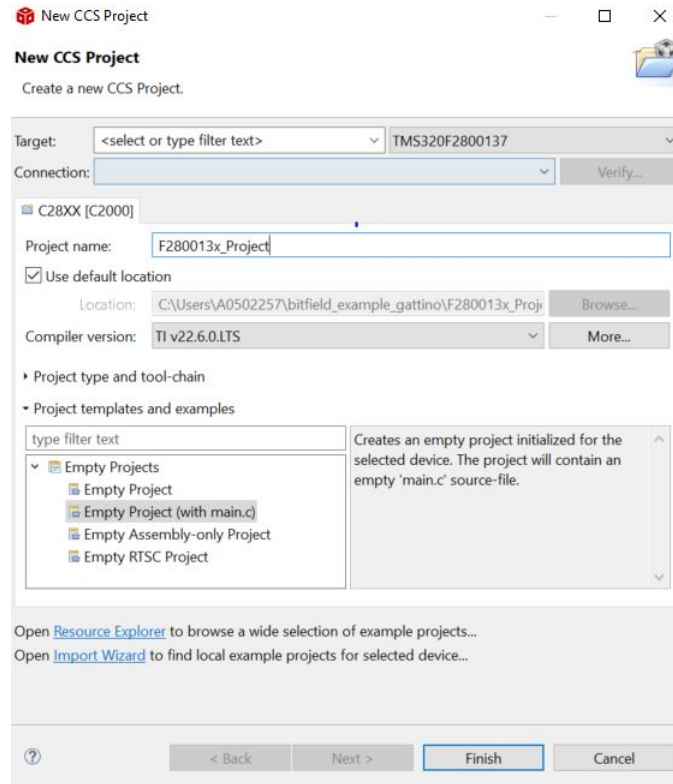 New CCS Project
New CCS Project
Create a new CCS Project.
Target: <select or type filter text> TMS320F2800137
Connection: Verify...
C28XX [C2000]
Project name: F280013x_Project
Use default location
Location: C:\Users\A0502257\bitfield_example_gattino\F280013x_Proj Browse...
Compiler version: TI v22.6.0.LTS More...
Project type and tool-chain
Project templates and examples
type filter text
Creates an empty project initialized for the
selected device. The project will contain an
empty 'main.c' source-file.
Empty Projects
Empty Project
Empty Project (with main.c)
Empty Assembly-only Project
Empty RTSC Project
Open Resource Explorer to browse a wide selection of example projects...
Open Import Wizard to find local example projects for selected device...
? < Back Next > Finish Cancel